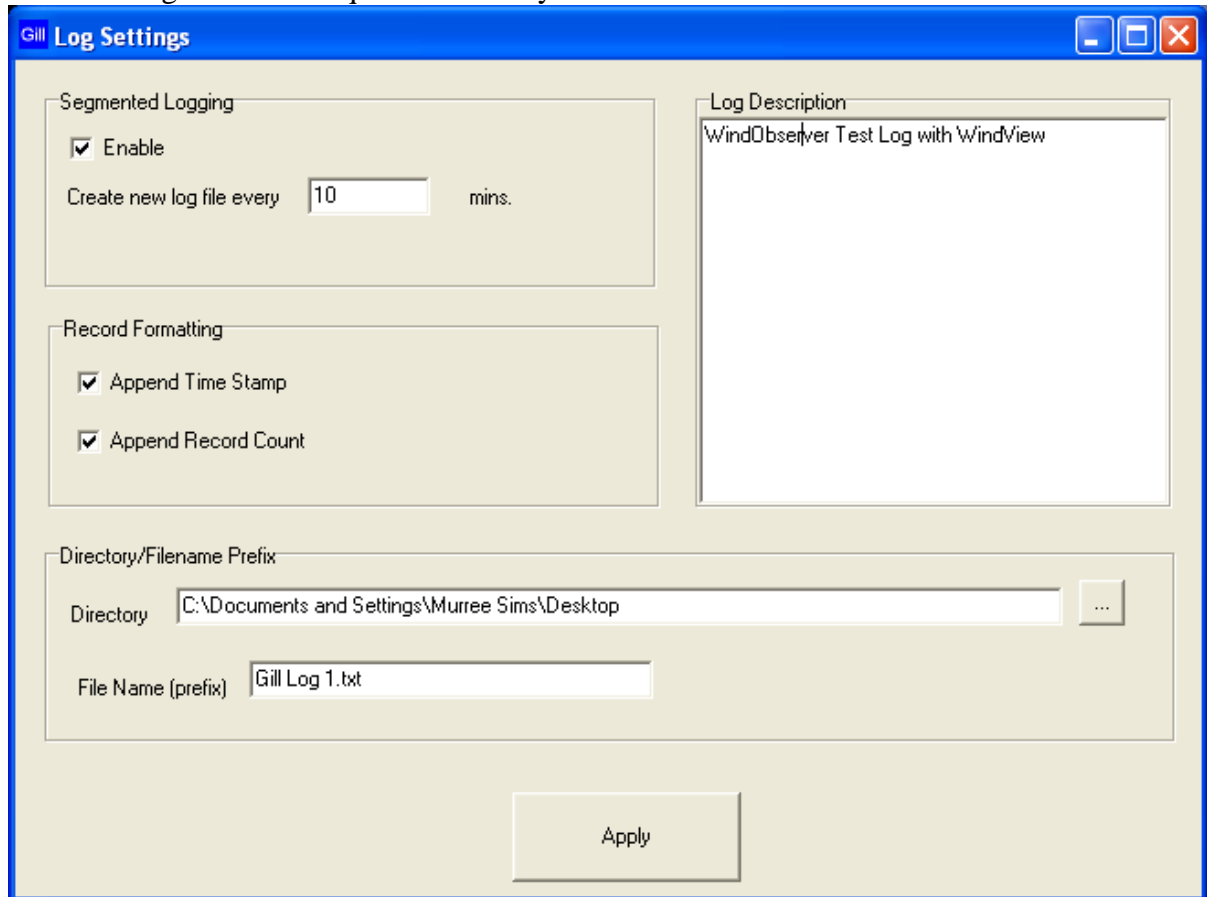 Gill Log Settings
Segmented Logging
Enable
Create new log file every 10 mins.
Record Formatting
Append Time Stamp
Append Record Count
Log Description
WindObserver Test Log with WindView
Directory/Filename Prefix
Directory C:\Documents and Settings\Murree Sims\Desktop ...
File Name (prefix) Gill Log 1.txt
Apply